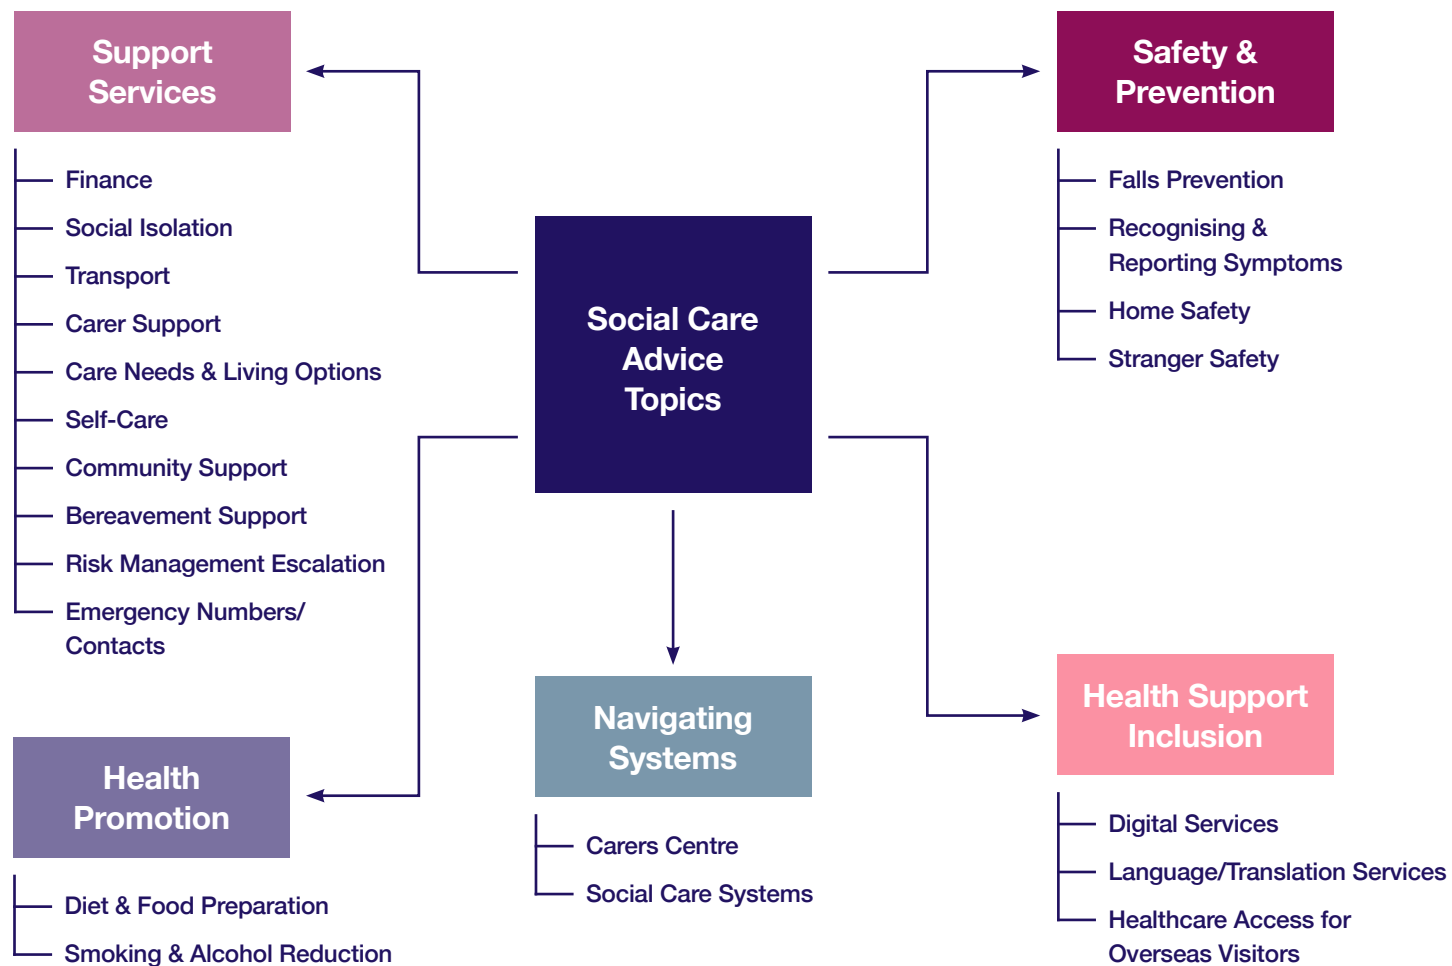 Support
Services
Finance
Social Isolation
Transport
Carer Support
Care Needs & Living Options
Self-Care
Community Support
Bereavement Support
Risk Management Escalation
Emergency Numbers/
Contacts
Safety &
Prevention
Falls Prevention
Recognising &
Reporting Symptoms
Home Safety
Stranger Safety
Social Care
Advice
Topics
Health
Promotion
Diet & Food Preparation
Smoking & Alcohol Reduction
Navigating
Systems
Carers Centre
Social Care Systems
Health Support
Inclusion
Digital Services
Language/Translation Services
Healthcare Access for
Overseas Visitors